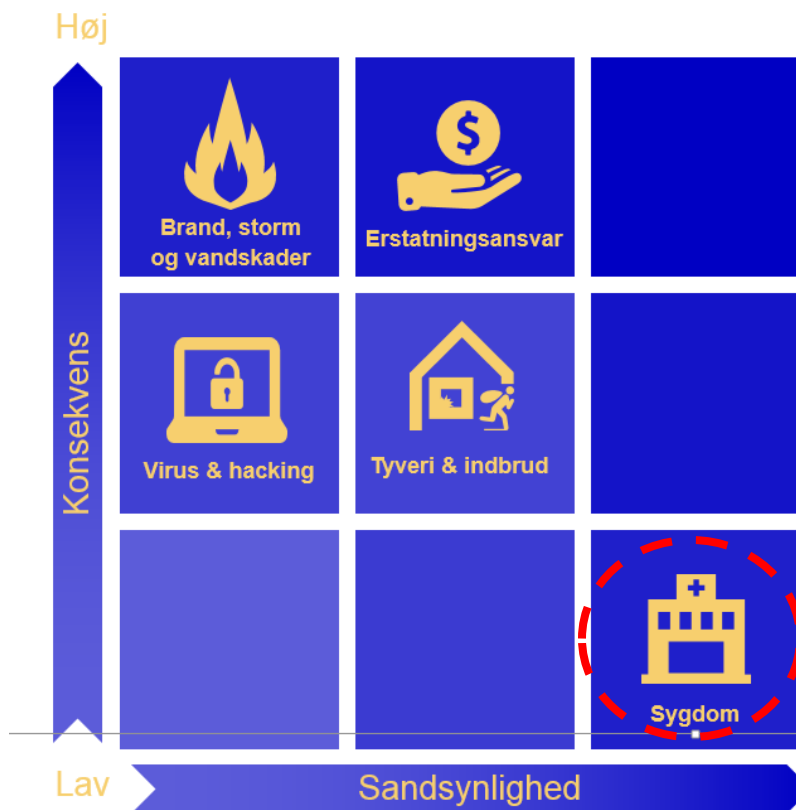 Høj
Brand, storm
og vandskader
$
Erstatningsansvar
Konsekvens
Virus & hacking
Tyveri & indbrud
Sygdom
Lav
Sandsynlighed